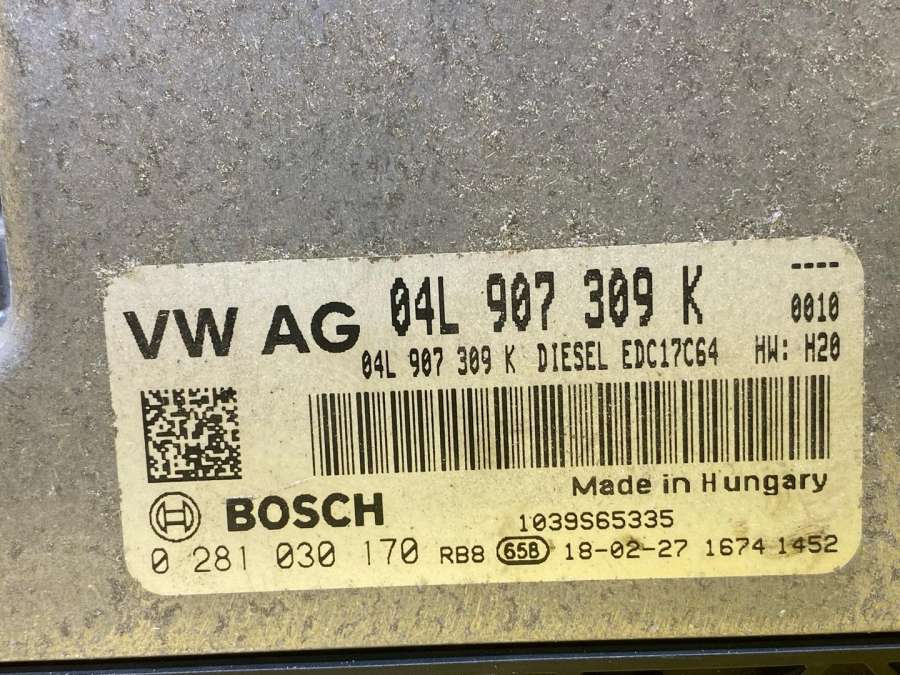 VW AG 04L 907 309 K ----
0010
04L 907 309 K DIESEL EDC17C64 HW: H20
Made in Hungary
BOSCH
1039S65335
0 281 030 170 RB8 65B 18-02-27 1674 1452